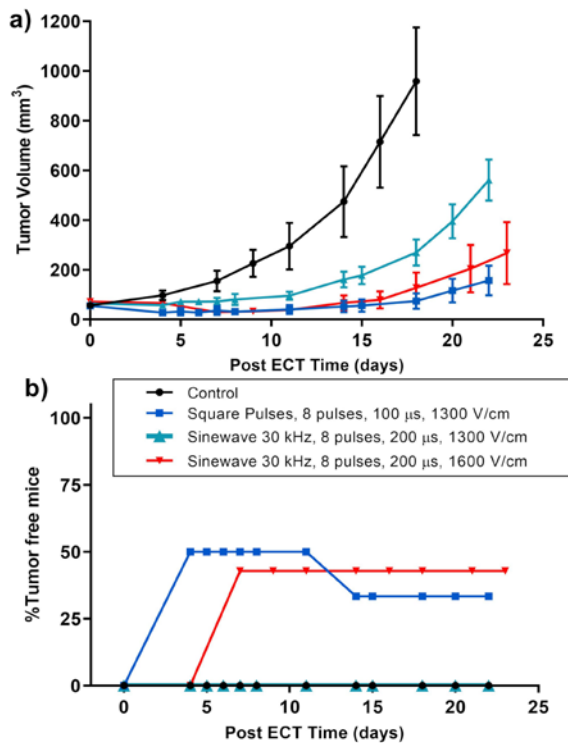 a)
1200
1000
800
600
400
200
0
Tumor Volume (mm³)
0 5 10 15 20 25
Post ECT Time (days)
b)
Control
Square Pulses, 8 pulses, 100 µs, 1300 V/cm
Sinewave 30 kHz, 8 pulses, 200 µs, 1300 V/cm
Sinewave 30 kHz, 8 pulses, 200 µs, 1600 V/cm
100
75
50
25
0
%Tumor free mice
0 5 10 15 20 25
Post ECT Time (days)